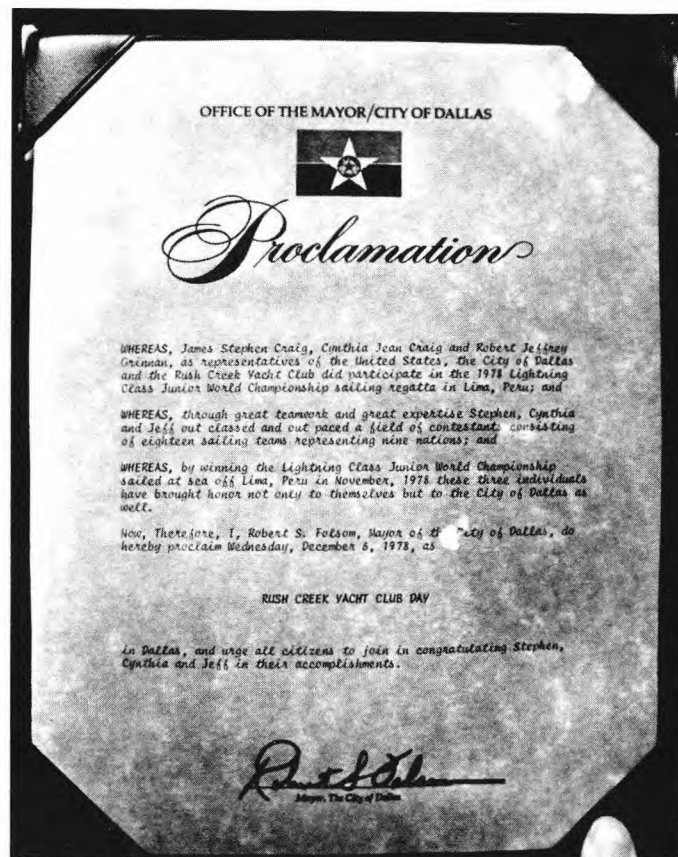 OFFICE OF THE MAYOR/CITY OF DALLAS
Proclamation
WHEREAS, James Stephen Craig, Cynthia Jean Craig and Robert Jeffrey
Grinnan, as representatives of the United States, the City of Dallas
and the Rush Creek Yacht Club did participate in the 1978 Lightning
Class Junior World Championship sailing regatta in Lima, Peru; and
WHEREAS, through great teamwork and great expertise Stephen, Cynthia
and Jeff out classed and out paced a field of contestants consisting
of eighteen sailing teams representing nine nations; and
WHEREAS, by winning the Lightning Class Junior World Championship
sailed at sea off Lima, Peru in November, 1978 these three individuals
have brought honor not only to themselves but to the City of Dallas as
well.
Now, Therefore, I, Robert S. Folsom, Mayor of the City of Dallas, do
hereby proclaim Wednesday, December 6, 1978, as
RUSH CREEK YACHT CLUB DAY
in Dallas, and urge all citizens to join in congratulating Stephen,
Cynthia and Jeff in their accomplishments.
Robert S Folsom
Mayor, The City of Dallas